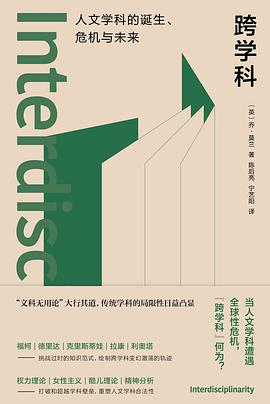 Interdisc
人文学科的诞生、
危机与未来
跨学科
〔英〕乔·莫兰 著
陈后亮 宁艺阳 译
“文科无用论”大行其道，传统学科的局限性日益凸显
福柯｜德里达｜克里斯蒂娃｜拉康｜利奥塔
——挑战过时的知识范式，绘制跨学科变幻激荡的轨迹
权力理论｜女性主义｜酷儿理论｜精神分析
——打破和超越学科壁垒，重塑人文学科合法性
当人文学科遭遇
全球性危机，
『跨学科』何为？
Interdisciplinarity